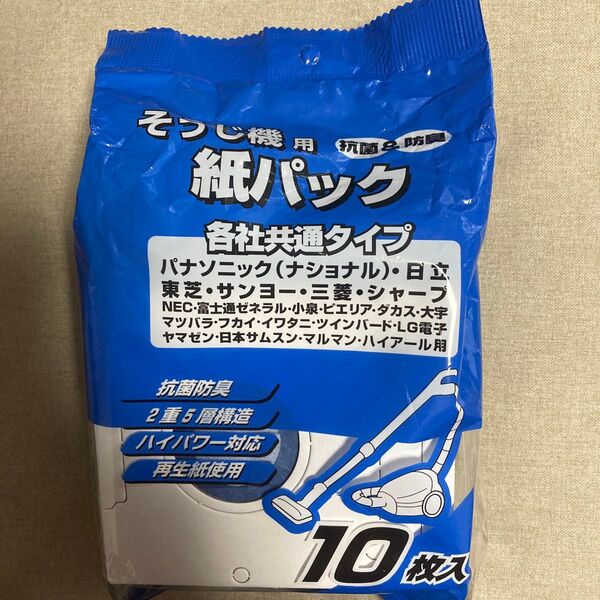 そうじ機用 抗菌&防臭
紙パック
各社共通タイプ
パナソニック(ナショナル)・日立
東芝・サンヨー・三菱・シャープ
NEC・富士通ゼネラル・小泉・ビエリア・ダカス・大宇
マツバラ・フカイ・イワタニ・ツインバード・LG電子
ヤマゼン・日本サムスン・マルマン・ハイアール用
抗菌防臭
2重5層構造
ハイパワー対応
再生紙使用
10枚入